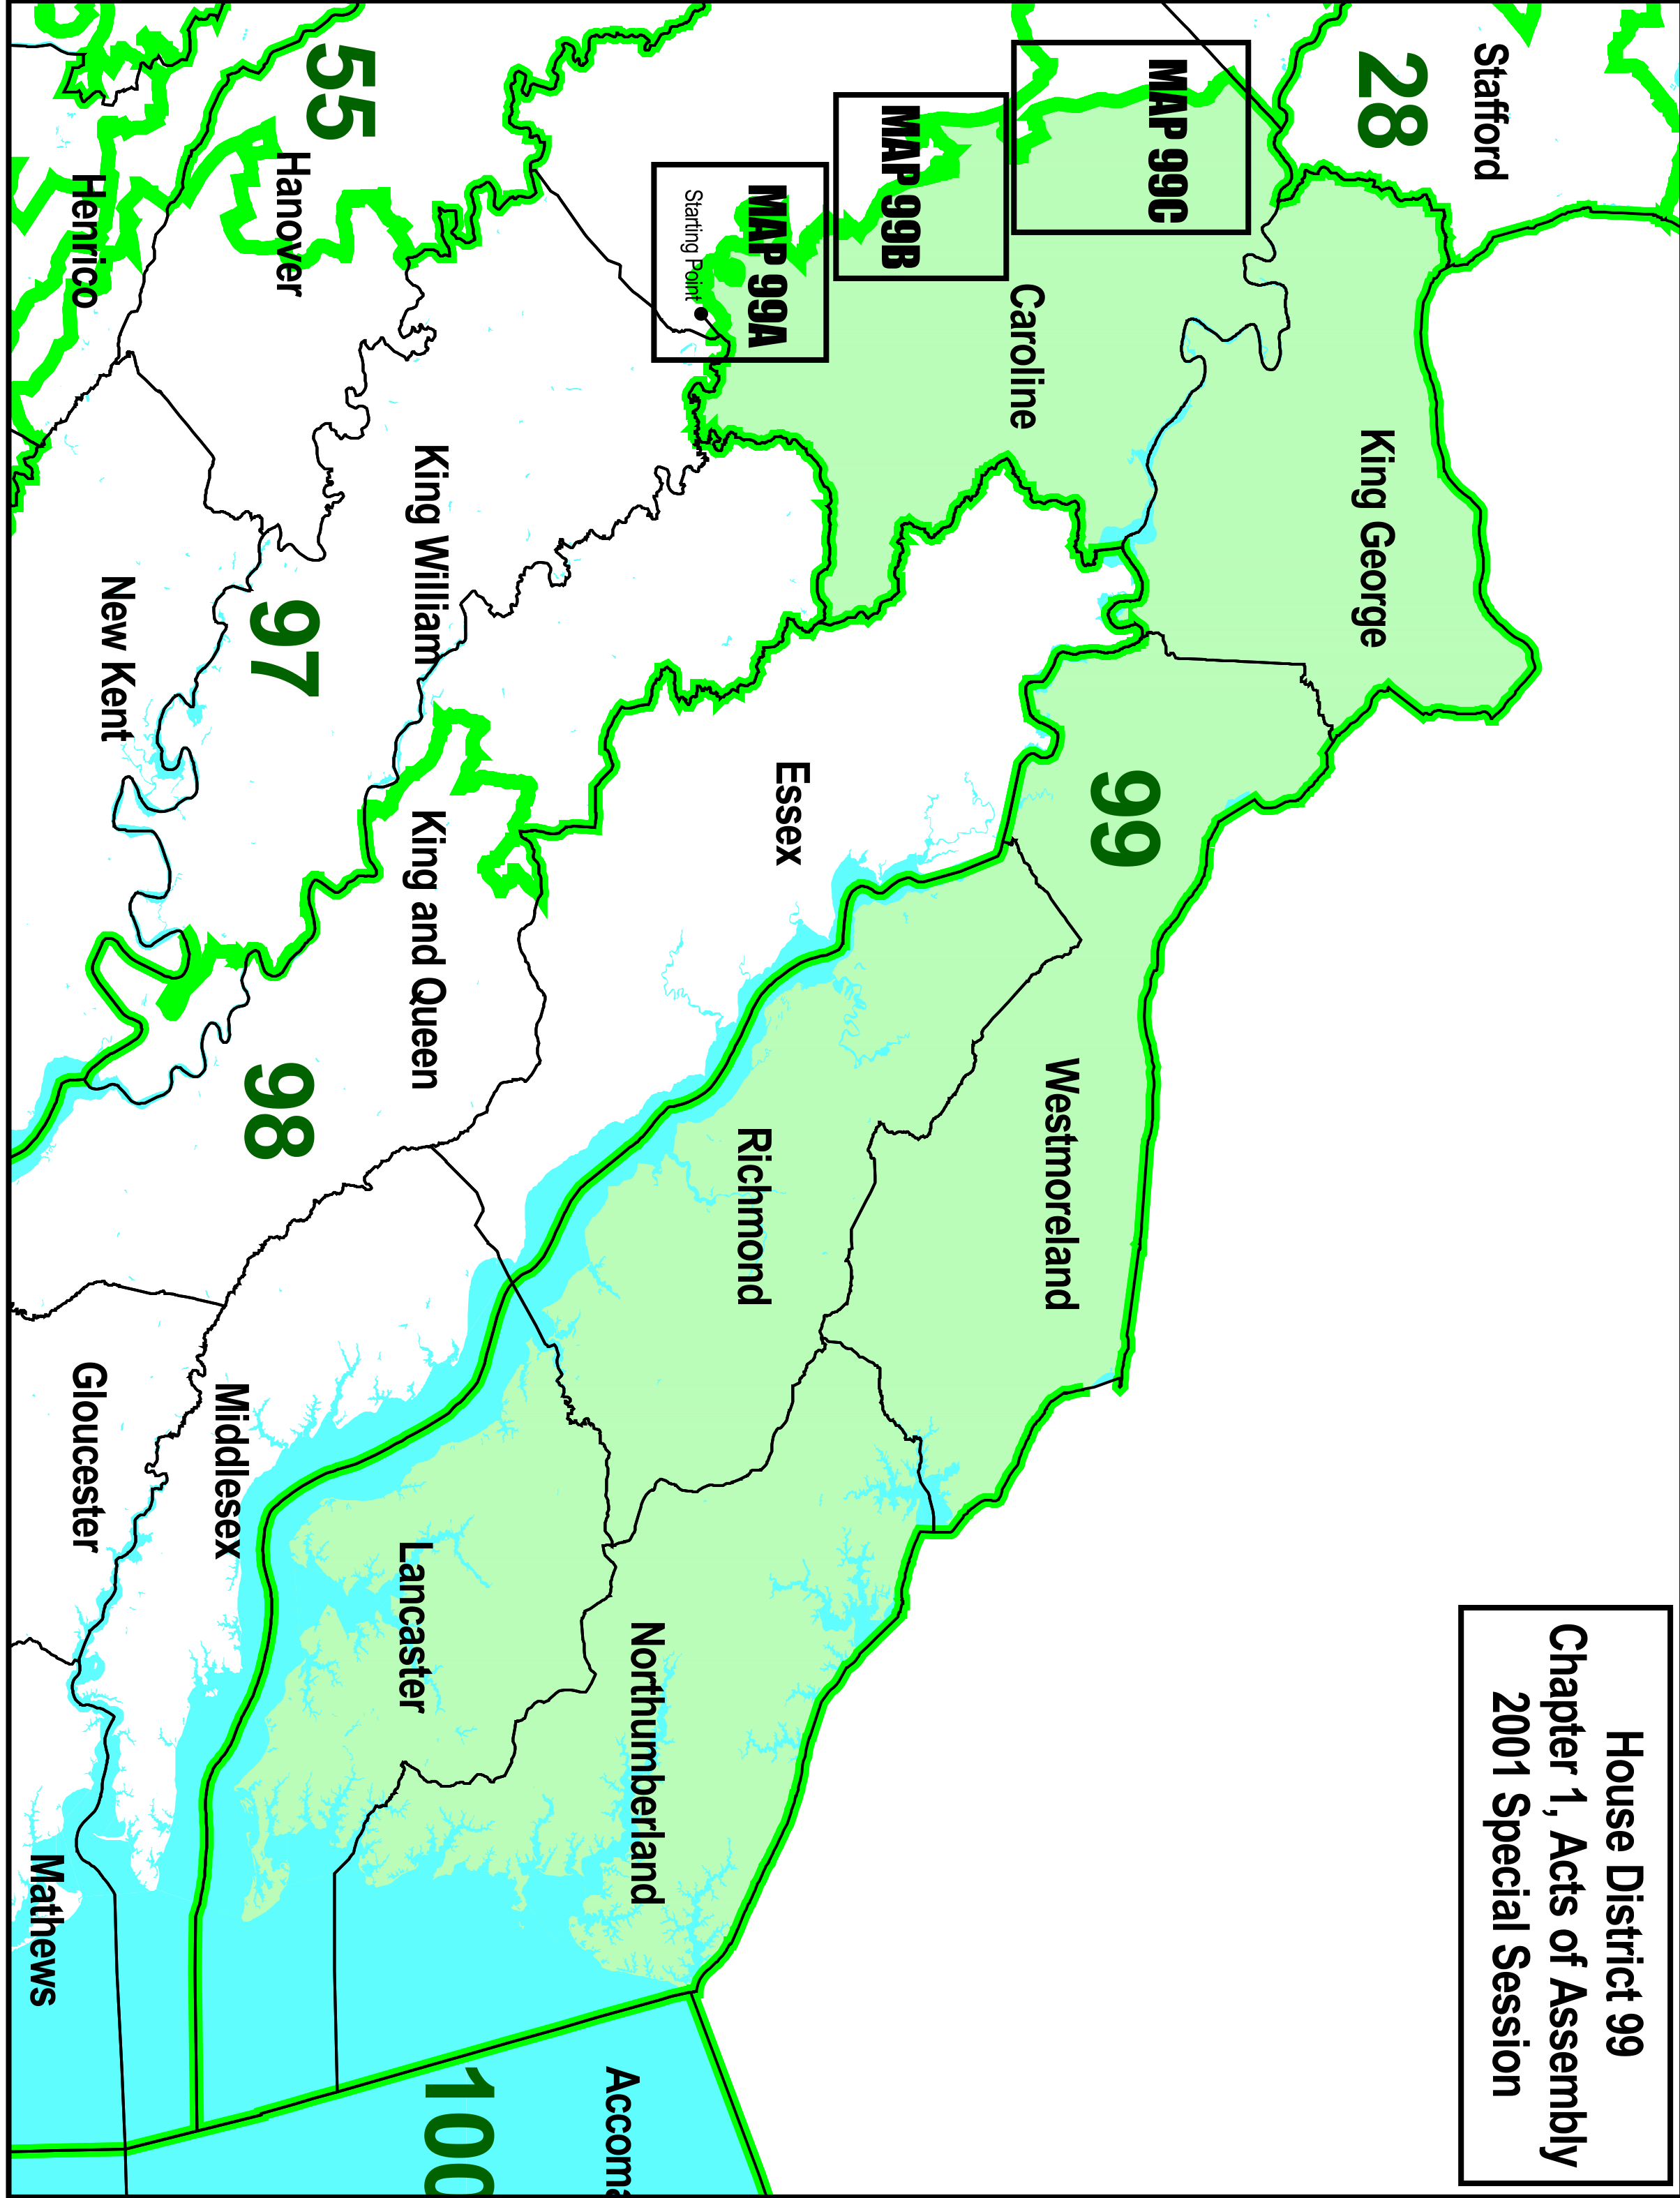 House District 99
Chapter 1, Acts of Assembly
2001 Special Session
Stafford
28
King George
MAP 99C
Westmoreland
99
Caroline
MAP 99B
MAP 99A
Starting Point
Essex
Richmond
Northumberland
Accoma
King William
King and Queen
Lancaster
100
55
Hanover
97
98
Middlesex
Henrico
New Kent
Gloucester
Mathews